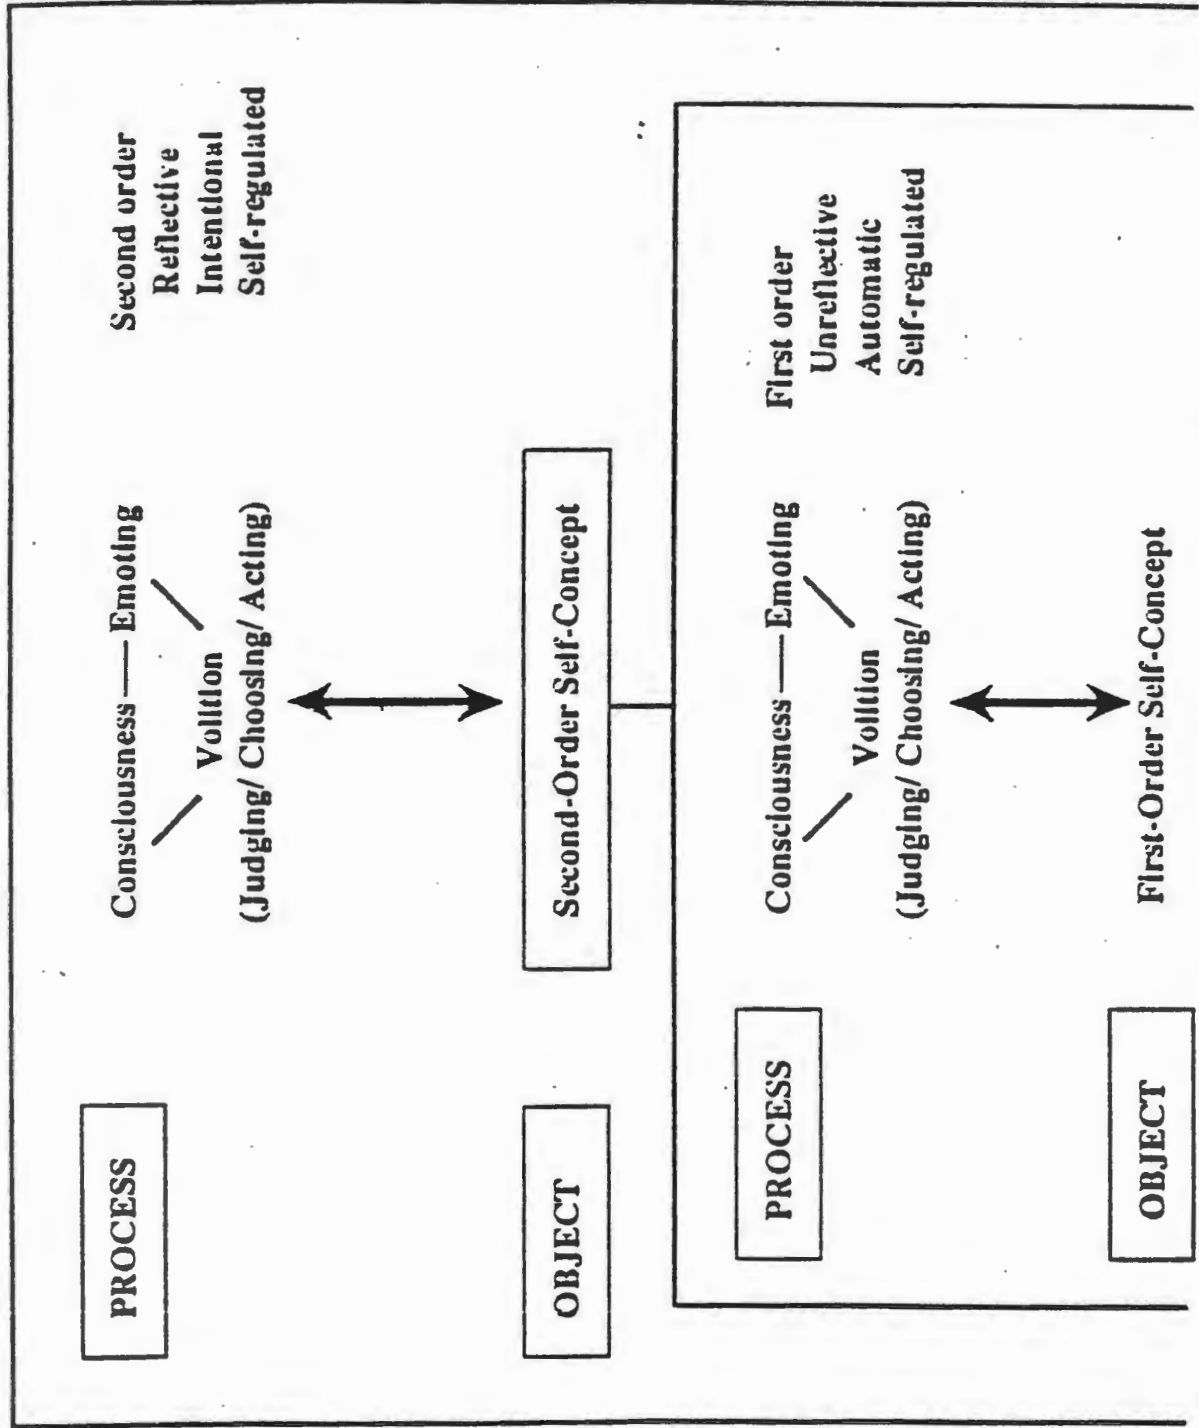 PROCESS
Consciousness — Emoting
Volition
(Judging/ Choosing/ Acting)
Second order
Reflective
Intentional
Self-regulated
OBJECT
Second-Order Self-Concept
PROCESS
Consciousness — Emoting
Volition
(Judging/ Choosing/ Acting)
First order
Unreflective
Automatic
Self-regulated
OBJECT
First-Order Self-Concept